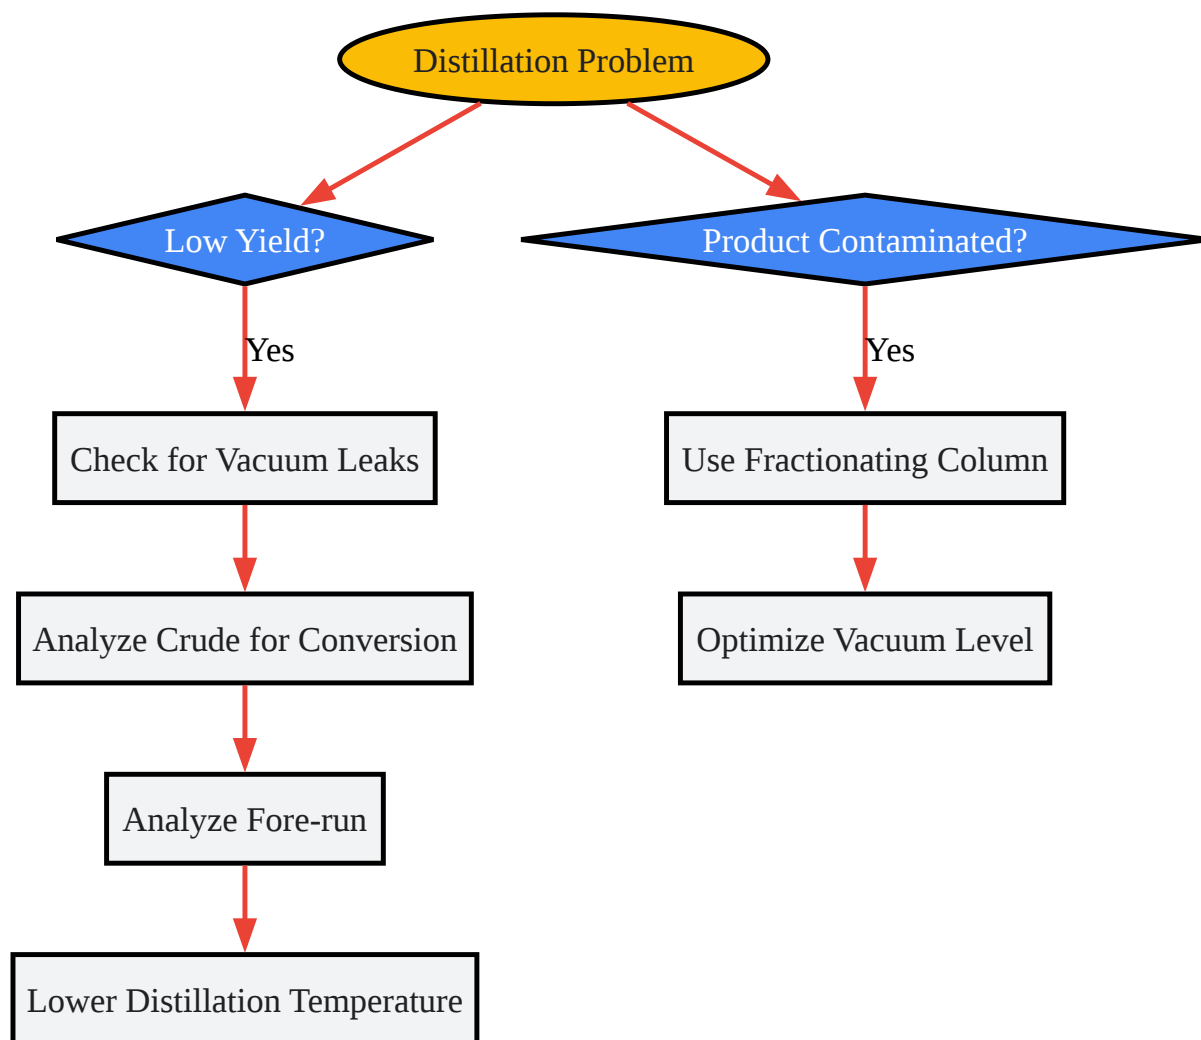 Distillation Problem
Low Yield?
Product Contaminated?
Yes
Yes
Check for Vacuum Leaks
Use Fractionating Column
Analyze Crude for Conversion
Optimize Vacuum Level
Analyze Fore-run
Lower Distillation Temperature